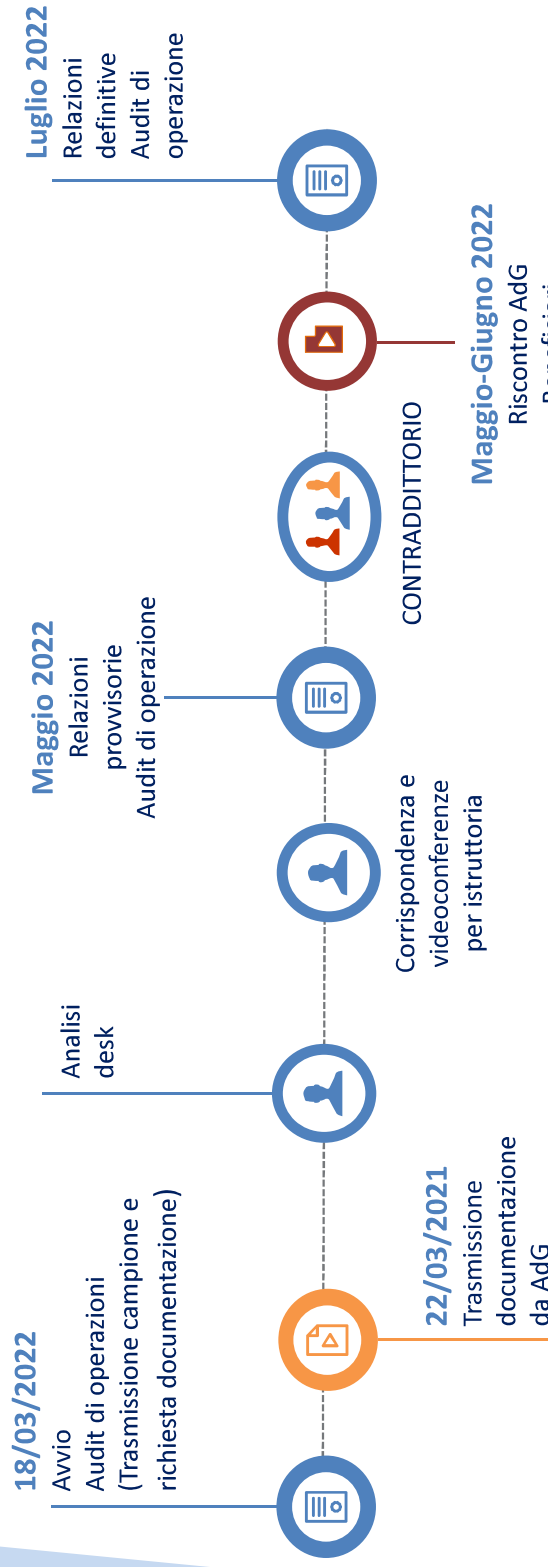 18/03/2022
Avvio
Audit di operazioni
(Trasmissione campione e
richiesta documentazione)
22/03/2021
Trasmissione
documentazione
da AdG
Analisi
desk
Corrispondenza e
videoconferenze
per istruttoria
Maggio 2022
Relazioni
provvisorie
Audit di operazione
CONTRADDITTORIO
Maggio-Giugno 2022
Riscontro AdG
Luglio 2022
Relazioni
definitive
Audit di
operazione